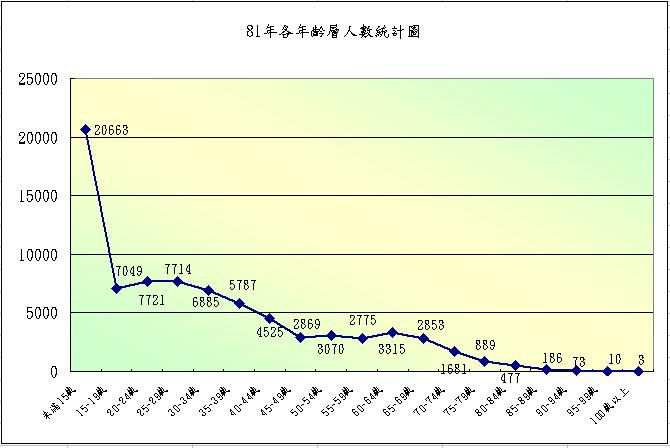 81年各年齡層人數統計圖
25000
20000
15000
10000
5000
0
20663
7049
7721
7714
6885
5787
4525
2869
3070
2775
3315
2853
1681
889
477
186
73
10
3
未滿15歲
15-19歲
20-24歲
25-29歲
30-34歲
35-39歲
40-44歲
45-49歲
50-54歲
55-59歲
60-64歲
65-69歲
70-74歲
75-79歲
80-84歲
85-89歲
90-94歲
95-99歲
100歲以上